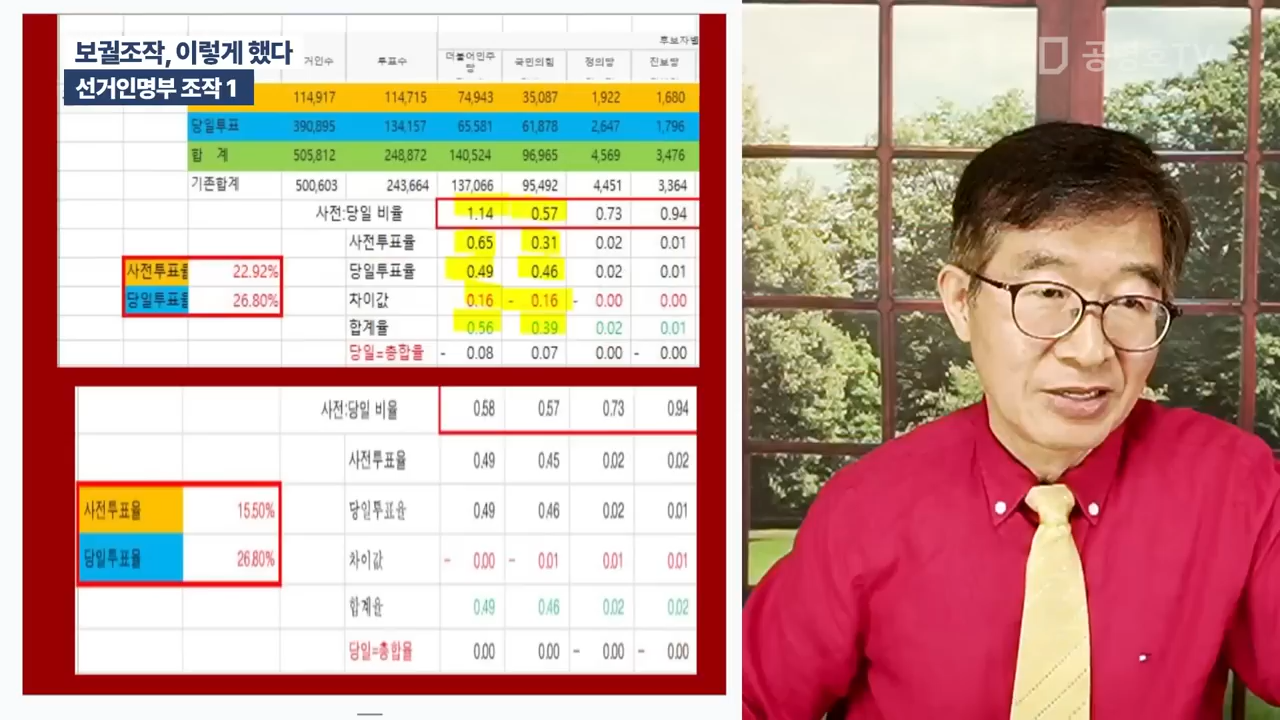 보궐조작, 이렇게 했다
선거인명부 조작 1
공병호TV
거인수 투표수 더불어민주당 국민의힘 정의당 진보당
후보자별
114,917 114,715 74,943 35,087 1,922 1,680
당일투표 390,895 134,157 65,581 61,878 2,647 1,796
합 계 505,812 248,872 140,524 96,965 4,569 3,476
기존합계 500,603 243,664 137,066 95,492 4,451 3,364
사전:당일 비율 1.14 0.57 0.73 0.94
사전투표율 0.65 0.31 0.02 0.01
사전투표율 22.92% 당일투표율 0.49 0.46 0.02 0.01
당일투표율 26.80% 차이값 0.16 - 0.16 - 0.00 0.00
합계율 0.56 0.39 0.02 0.01
당일=총합율 - 0.08 0.07 0.00 - 0.00
사전:당일 비율 0.58 0.57 0.73 0.94
사전투표율 0.49 0.45 0.02 0.02
사전투표율 15.50% 당일투표율 0.49 0.46 0.02 0.01
당일투표율 26.80% 차이값 - 0.00 - 0.01 0.01 0.01
합계율 0.49 0.46 0.02 0.02
당일=총합율 0.00 0.00 - 0.00 - 0.00